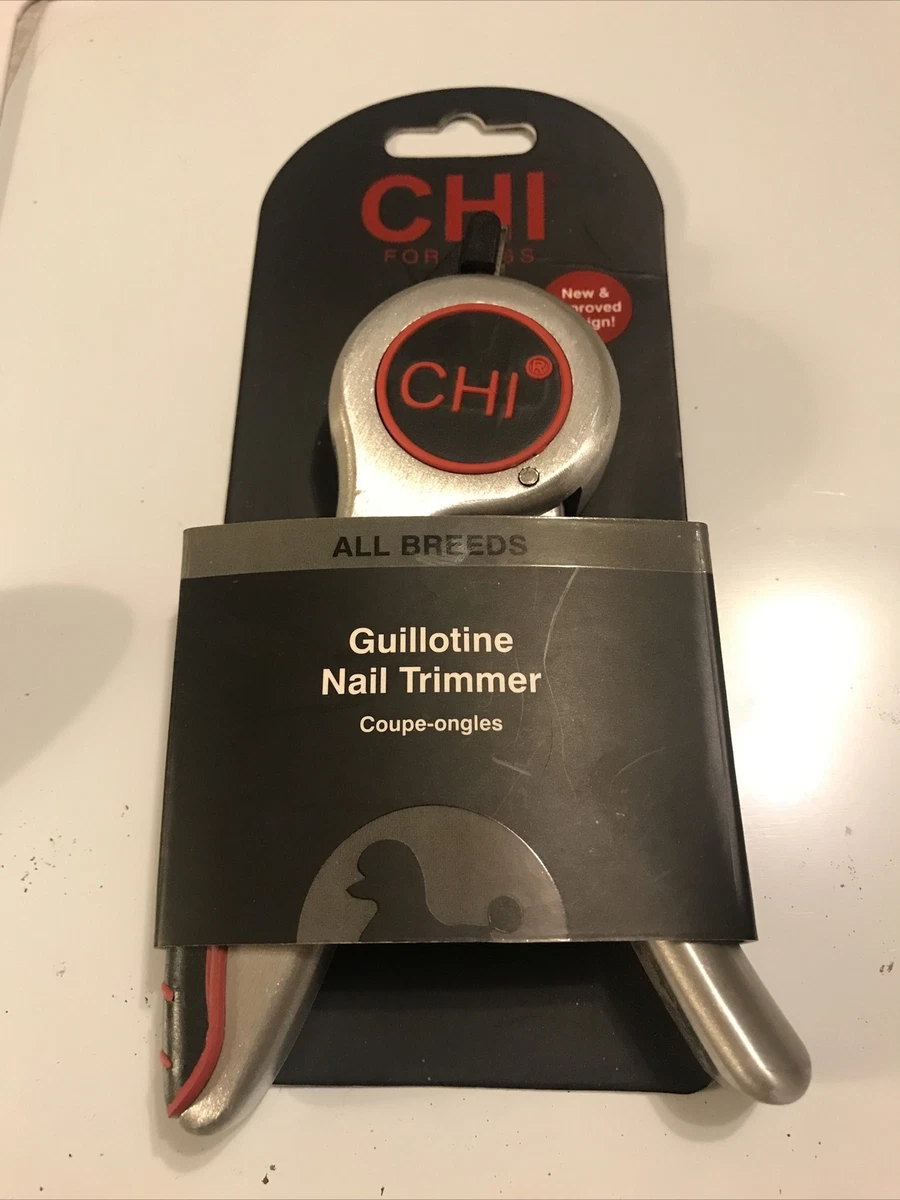 CHI
FOR
New &
CHI®
ALL BREEDS
Guillotine
Nail Trimmer
Coupe-ongles